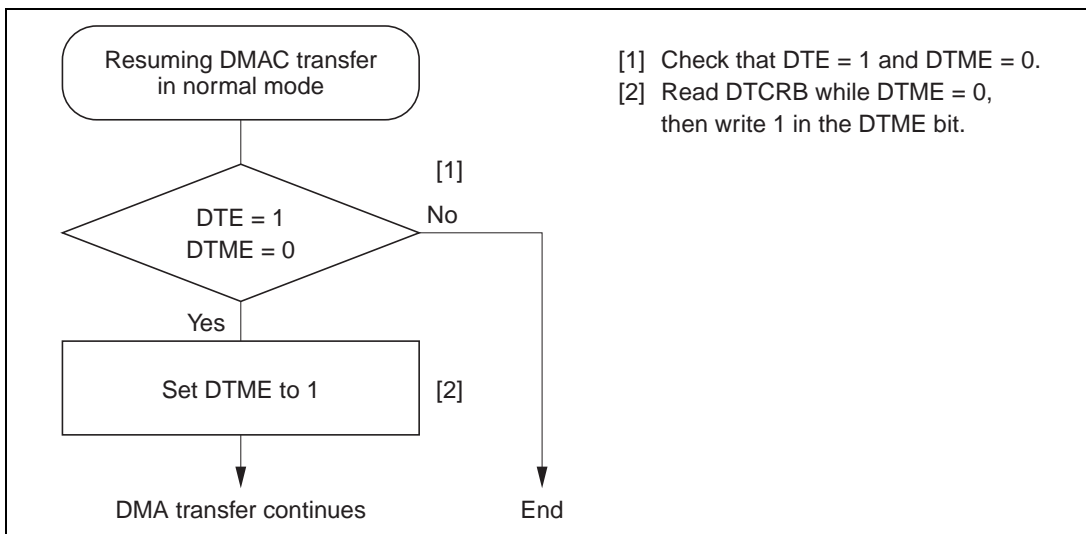 Resuming DMAC transfer
in normal mode
[1] Check that DTE = 1 and DTME = 0.
[2] Read DTCRB while DTME = 0,
then write 1 in the DTME bit.
[1]
DTE = 1
DTME = 0
No
Yes
Set DTME to 1
[2]
DMA transfer continues
End